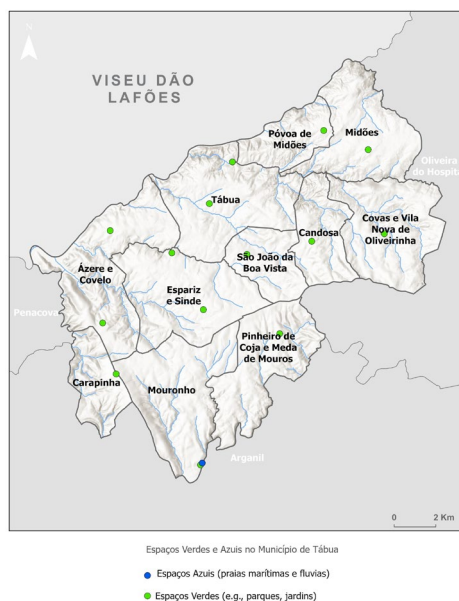 N
VISEU DÃO
LAFÕES
Póvoa de
Midões
Midões
Oliveira
do Hospital
Tábua
Covas e Vila
Nova de
Oliveirinha
Candosa
São João da
Boa Vista
Ázere e
Covelo
Espariz
e Sinde
Penacova
Pinheiro de
Coja e Meda
de Mouros
Carapinha
Mouronho
Arganil
0 2 Km
Espaços Verdes e Azuis no Município de Tábua
Espaços Azuis (praias marítimas e fluvias)
Espaços Verdes (e.g., parques, jardins)